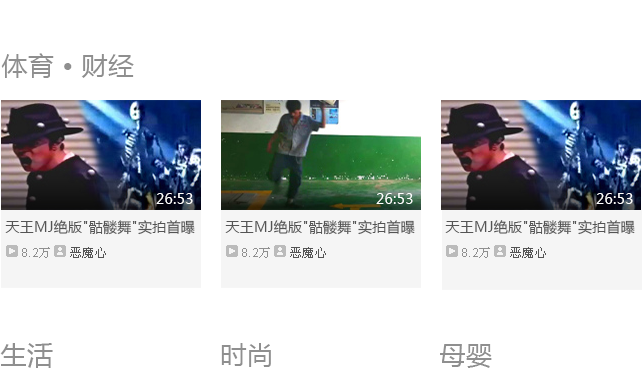 体育 • 财经
26:53
26:53
26:53
天王MJ绝版"骷髅舞"实拍首曝
天王MJ绝版"骷髅舞"实拍首曝
天王MJ绝版"骷髅舞"实拍首曝
8.2万 恶魔心
8.2万 恶魔心
8.2万 恶魔心
生活
时尚
母婴